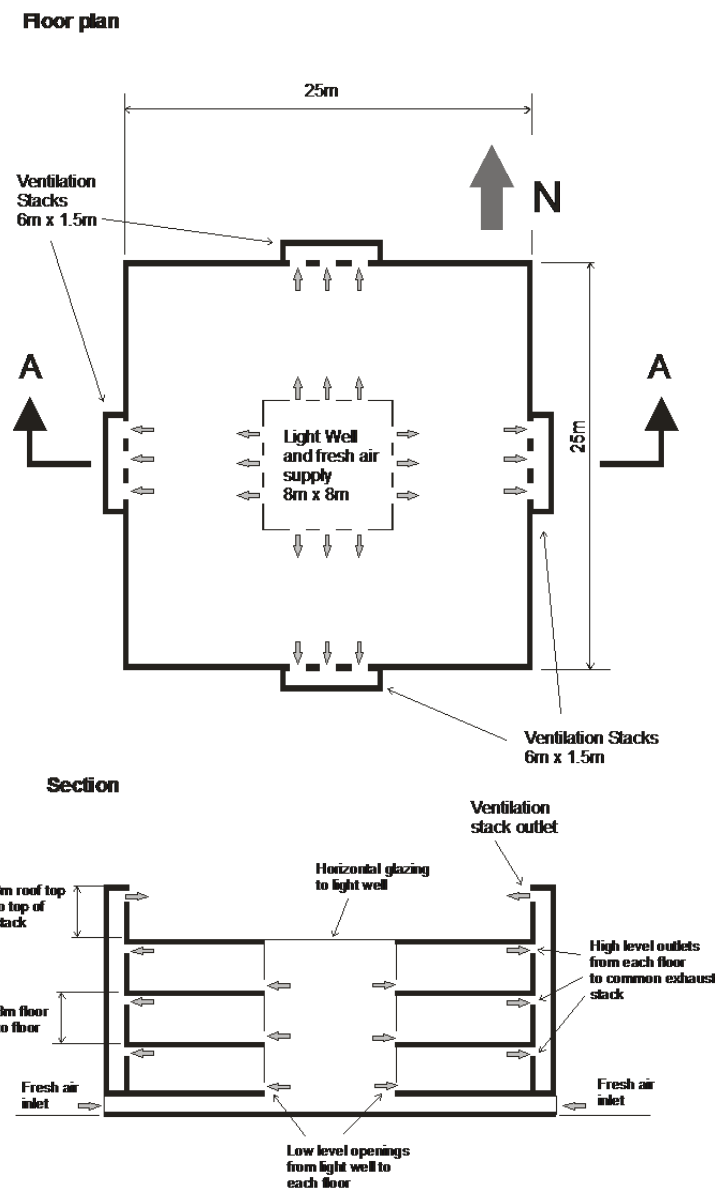 Floor plan
25m
Ventilation
Stacks
6m x 1.5m
N
A
A
25m
Light Well
and fresh air
supply
8m x 8m
Ventilation Stacks
6m x 1.5m
Section
Ventilation
stack outlet
Horizontal glazing
to light well
m roof top
o top of
tack
High level outlets
from each floor
to common exhaust
stack
3m floor
o floor
Fresh air
inlet
Fresh air
inlet
Low level openings
from light well to
each floor